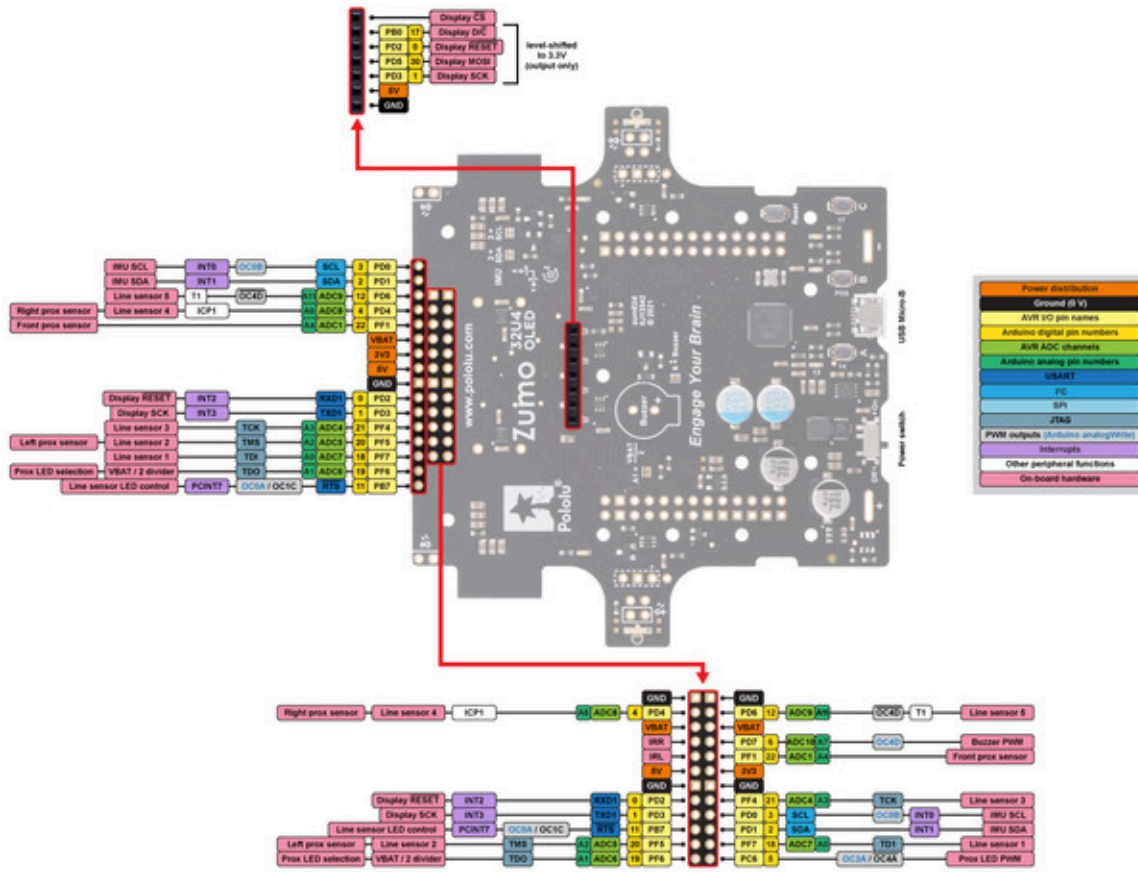 Display CS
PB0 17 Display D/C
PD2 0 Display RESET
PD5 30 Display MOSI
PD3 1 Display SCK
5V
GND
level-shifted
to 3.3V
(output only)
IMU SCL INT0 OC0B SCL 3 PD0
IMU SDA INT1 SDA 2 PD1
Line sensor 5 T1 OC4D A11 ADC9 12 PD6
Right prox sensor Line sensor 4 ICP1 A6 ADC8 4 PD4
Front prox sensor A4 ADC1 22 PF1
VBAT
3V3
5V
GND
Display RESET INT2 RXD1 0 PD2
Display SCK INT3 TXD1 1 PD3
Line sensor 3 TCK A3 ADC4 21 PF4
Left prox sensor Line sensor 2 TMS A2 ADC5 20 PF5
Line sensor 1 TDI A0 ADC7 18 PF7
Prox LED selection VBAT / 2 divider TDO A1 ADC6 19 PF6
Line sensor LED control PCINT7 OC0A / OC1C RTS 11 PB7
www.pololu.com
Zumo 32U4
OLED
IMU SDA SCL
© 2021
Buzzer
Buzzer
Engage Your Brain
Pololu®
A1 VBAT
Reset
C
B
A
USB Micro-B
Power switch
On
Off
Power distribution
Ground (0 V)
AVR I/O pin names
Arduino digital pin numbers
AVR ADC channels
Arduino analog pin numbers
USART
I²C
SPI
JTAG
PWM outputs (Arduino analogWrite)
Interrupts
Other peripheral functions
On-board hardware
GND GND
Right prox sensor Line sensor 4 ICP1 A6 ADC8 4 PD4 PD6 12 ADC9 A11 OC4D T1 Line sensor 5
VBAT VBAT
IRR PD7 6 ADC10 A7 OC4D Buzzer PWM
IRL PF1 22 ADC1 A4 Front prox sensor
5V 3V3
GND GND
Display RESET INT2 RXD1 0 PD2 PF4 21 ADC4 A3 TCK Line sensor 3
Display SCK INT3 TXD1 1 PD3 PD0 3 SCL OC0B INT0 IMU SCL
Line sensor LED control PCINT7 OC0A / OC1C RTS 11 PB7 PD1 2 SDA INT1 IMU SDA
Left prox sensor Line sensor 2 TMS A2 ADC5 20 PF5 PF7 18 ADC7 A0 TD1 Line sensor 1
Prox LED selection VBAT / 2 divider TDO A1 ADC6 19 PF6 PC6 5 OC3A / OC4A Prox LED PWM